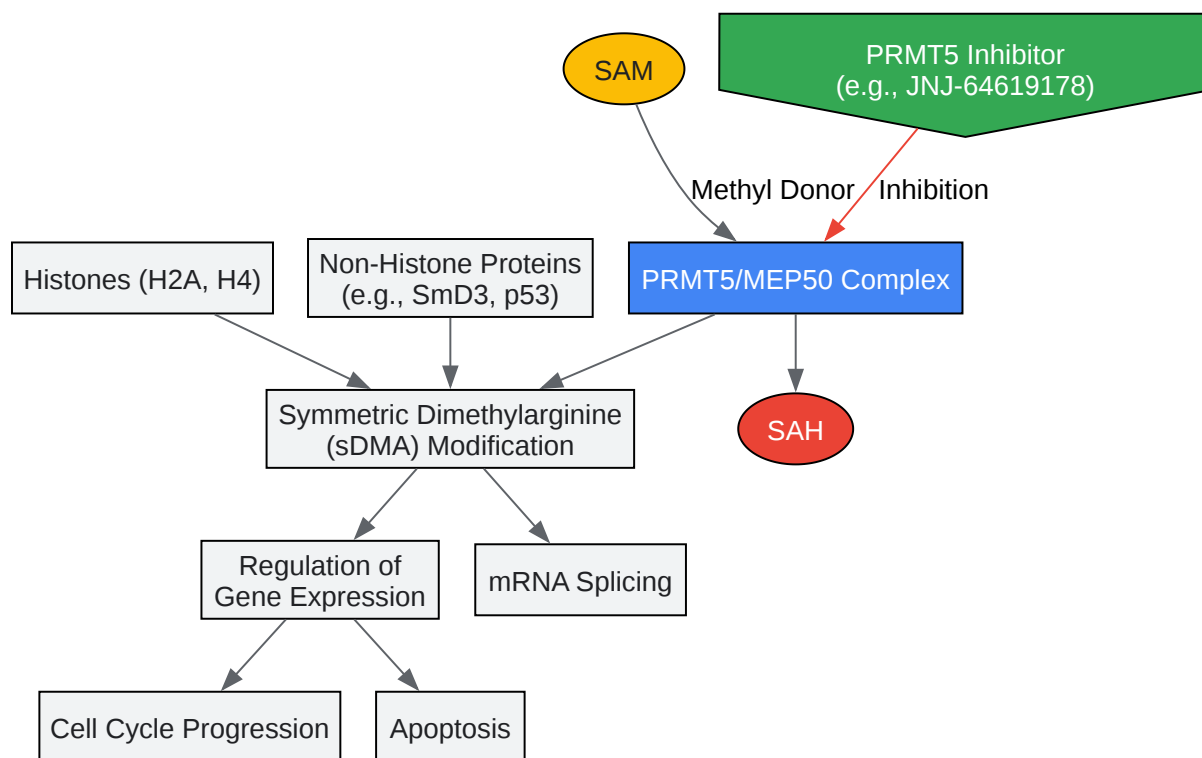 SAM
PRMT5 Inhibitor
(e.g., JNJ-64619178)
Methyl Donor
Inhibition
Histones (H2A, H4)
Non-Histone Proteins
(e.g., SmD3, p53)
PRMT5/MEP50 Complex
Symmetric Dimethylarginine
(sDMA) Modification
SAH
Regulation of
Gene Expression
mRNA Splicing
Cell Cycle Progression
Apoptosis